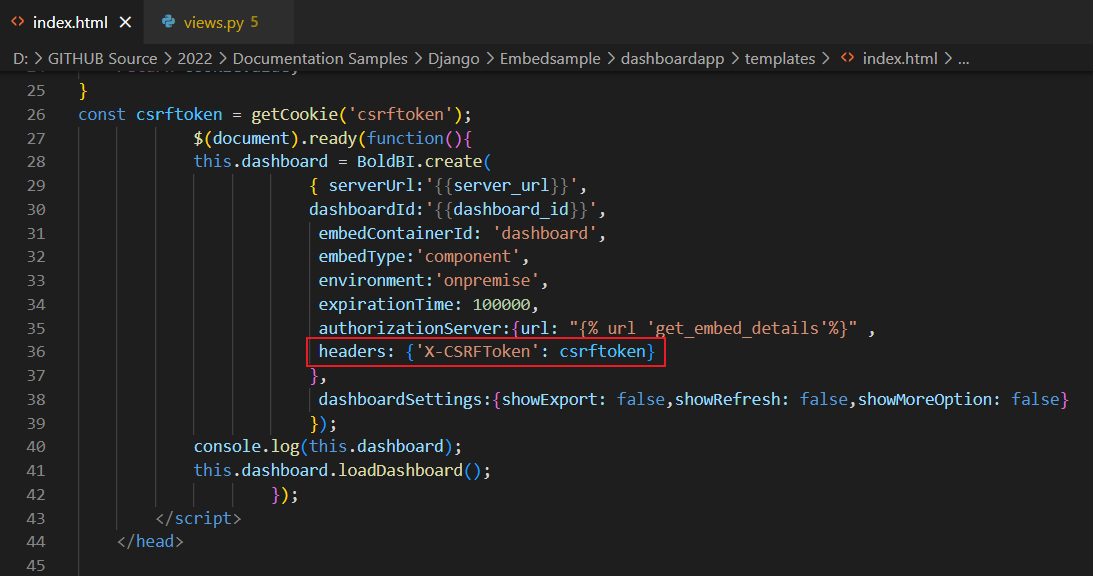 index.html
views.py 5
D: > GITHUB Source > 2022 > Documentation Samples > Django > Embedsample > dashboardapp > templates > index.html > ...
25 }
26 const csrftoken = getCookie('csrftoken');
27 $(document).ready(function(){
28 this.dashboard = BoldBI.create(
29 { serverUrl:'{{server_url}}',
30 dashboardId:'{{dashboard_id}}',
31 embedContainerId: 'dashboard',
32 embedType:'component',
33 environment:'onpremise',
34 expirationTime: 100000,
35 authorizationServer:{url: "{% url 'get_embed_details'%}" ,
36 headers: {'X-CSRFToken': csrftoken}
37 },
38 dashboardSettings:{showExport: false,showRefresh: false,showMoreOption: false}
39 });
40 console.log(this.dashboard);
41 this.dashboard.loadDashboard();
42 });
43 </script>
44 </head>
45